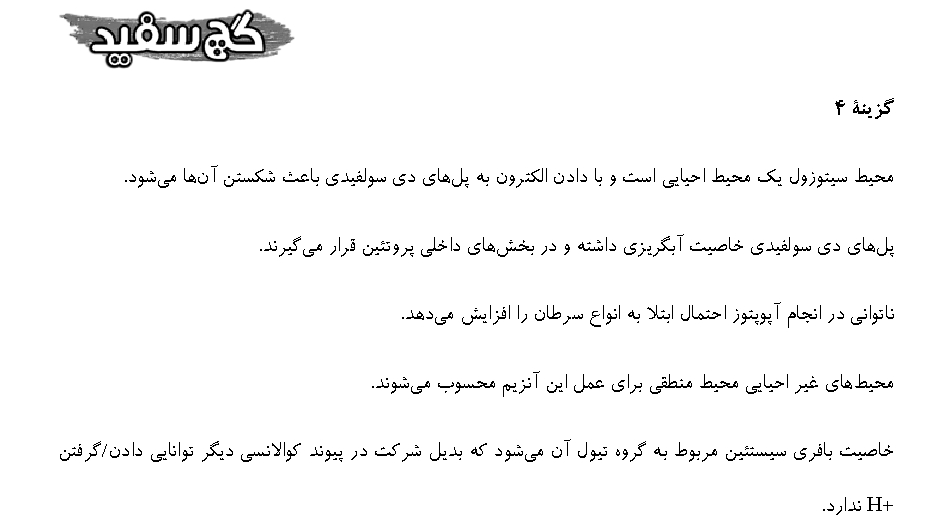 گچ سفید
گزینهٔ ۴
محیط سیتوزول یک محیط احیایی است و با دادن الکترون به پل‌های دی سولفیدی باعث شکستن آن‌ها می‌شود.
پل‌های دی سولفیدی خاصیت آبگریزی داشته و در بخش‌های داخلی پروتئین قرار می‌گیرند.
ناتوانی در انجام آپوپتوز احتمال ابتلا به انواع سرطان را افزایش می‌دهد.
محیط‌های غیر احیایی محیط منطقی برای عمل این آنزیم محسوب می‌شوند.
خاصیت بافری سیستئین مربوط به گروه تیول آن می‌شود که بدیل شرکت در پیوند کوالانسی دیگر توانایی دادن/گرفتن
H+ ندارد.